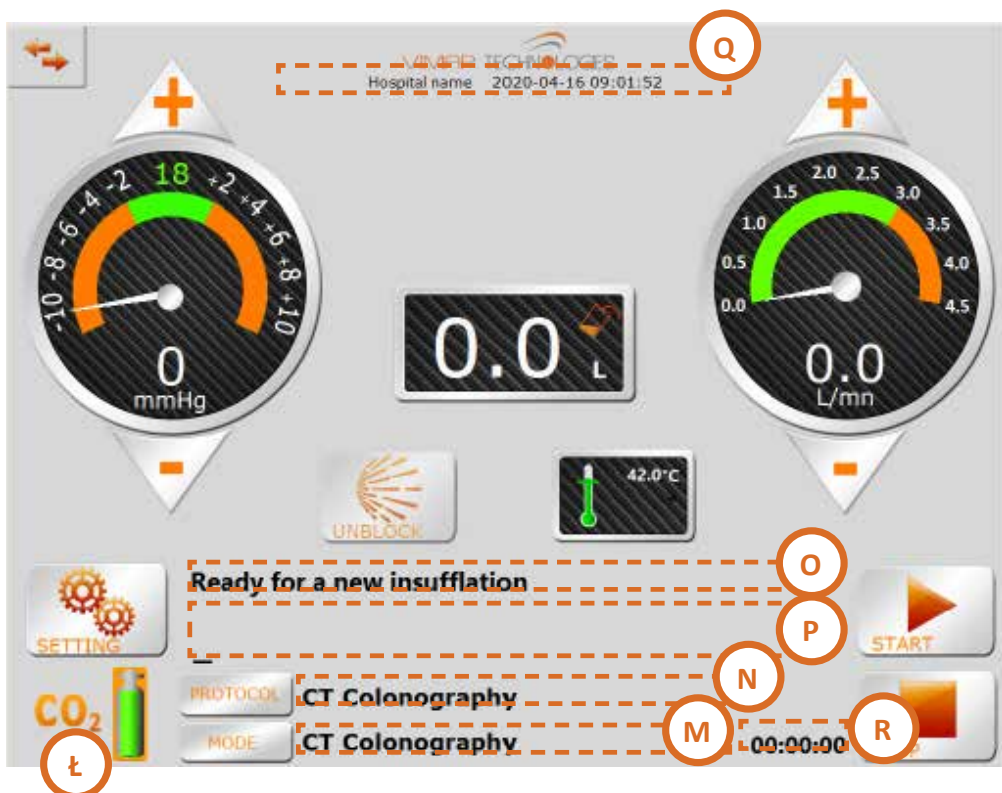 Q
Hospital name 2020-04-16 09:01:52
-10 -8 -6 -4 -2 18 +2 +4 +6 +8 +10
0
mmHg
0.0 0.5 1.0 1.5 2.0 2.5 3.0 3.5 4.0 4.5
0.0
L/mn
0.0 L
UNBLOCK
42.0°C
Ready for a new insufflation
O
SETTING
P
START
PROTOCOL CT Colonography
N
CO2
MODE CT Colonography
M
00:00:00
R
Ł